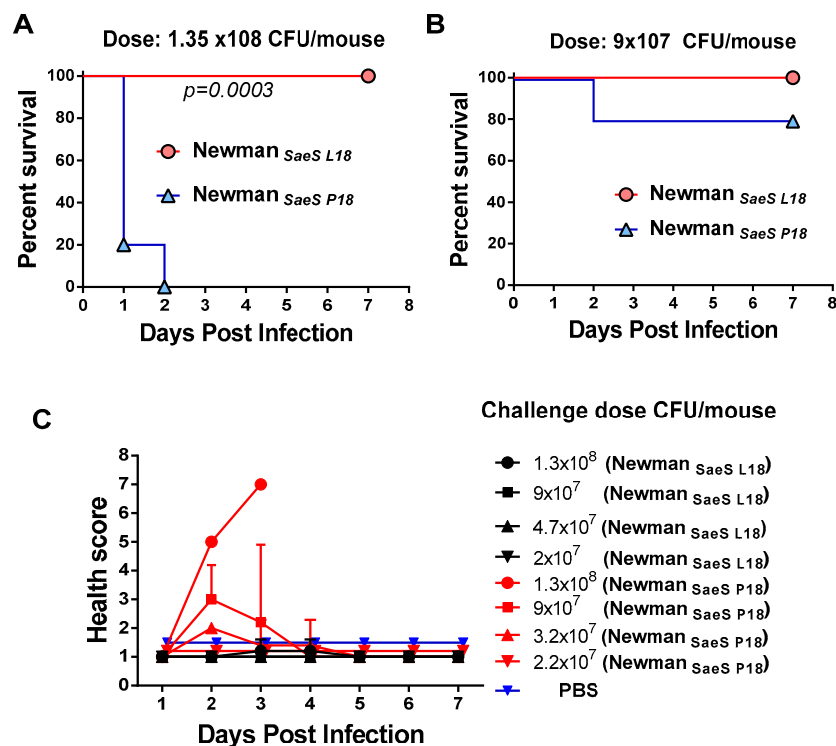 A
Dose: 1.35 x108 CFU/mouse
Percent survival
100
80
60
40
20
0
p=0.0003
Newman SaeS L18
Newman SaeS P18
0 1 2 3 4 5 6 7 8
Days Post Infection
B
Dose: 9x107 CFU/mouse
Percent survival
100
80
60
40
20
0
Newman SaeS L18
Newman SaeS P18
0 1 2 3 4 5 6 7 8
Days Post Infection
C
Health score
8
7
6
5
4
3
2
1
0
1 2 3 4 5 6 7
Days Post Infection
Challenge dose CFU/mouse
1.3x10⁸ (Newman SaeS L18)
9x10⁷ (Newman SaeS L18)
4.7x10⁷ (Newman SaeS L18)
2x10⁷ (Newman SaeS L18)
1.3x10⁸ (Newman SaeS P18)
9x10⁷ (Newman SaeS P18)
3.2x10⁷ (Newman SaeS P18)
2.2x10⁷ (Newman SaeS P18)
PBS